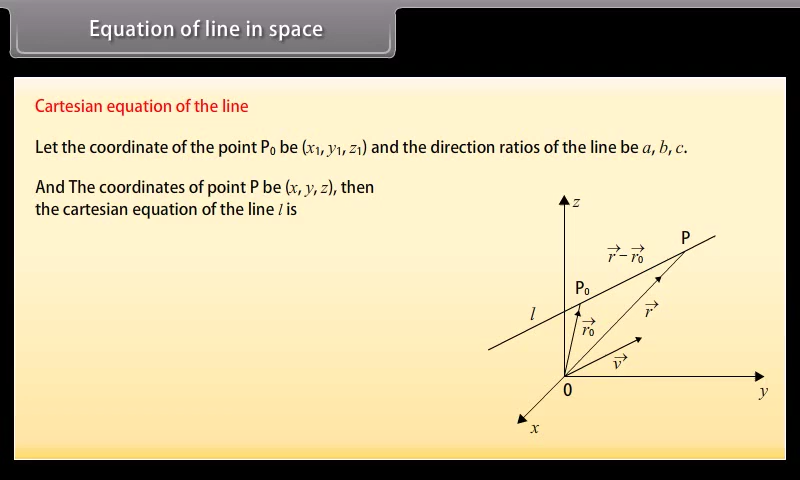 Equation of line in space
Cartesian equation of the line
Let the coordinate of the point P₀ be (x₁, y₁, z₁) and the direction ratios of the line be a, b, c.
And The coordinates of point P be (x, y, z), then
the cartesian equation of the line l is
z
P
r⃗ – r⃗₀
P₀
l
r⃗
r⃗₀
v⃗
0
y
x